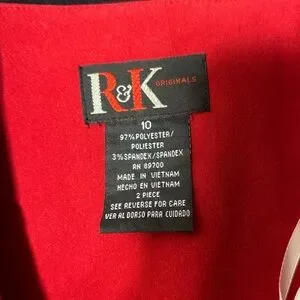 R&K ORIGINALS
10
97%POLYESTER/
POLIESTER
3%SPANDEX/SPANDEX
RN 89700
MADE IN VIETNAM
HECHO EN VIETNAM
2 PIECE
SEE REVERSE FOR CARE
VER AL DORSO PARA CUIDADO